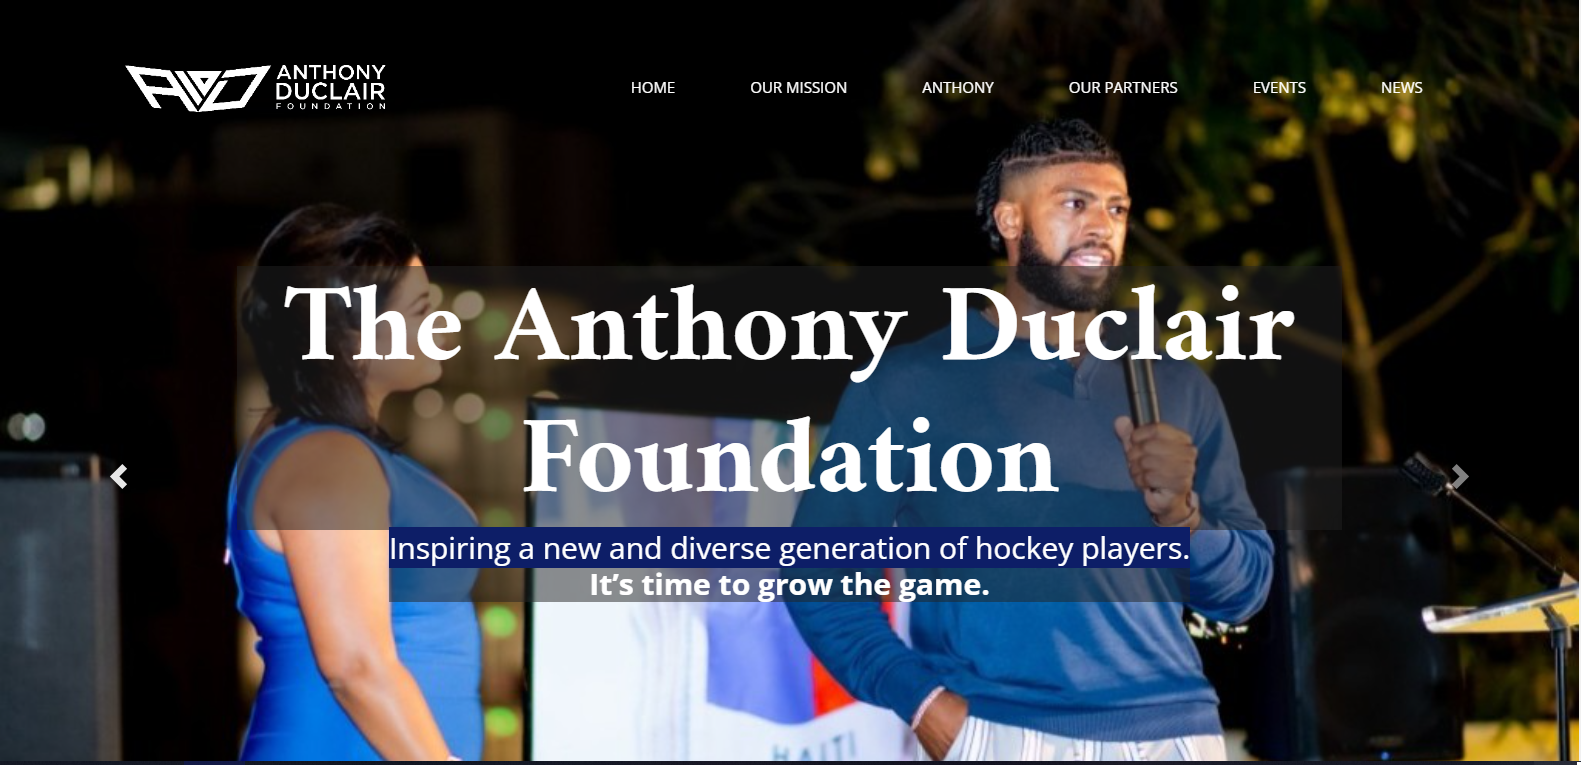 ANTHONY
DUCLAIR
FOUNDATION
HOME OUR MISSION ANTHONY OUR PARTNERS EVENTS NEWS
The Anthony Duclair
Foundation
Inspiring a new and diverse generation of hockey players.
It’s time to grow the game.
HAITI